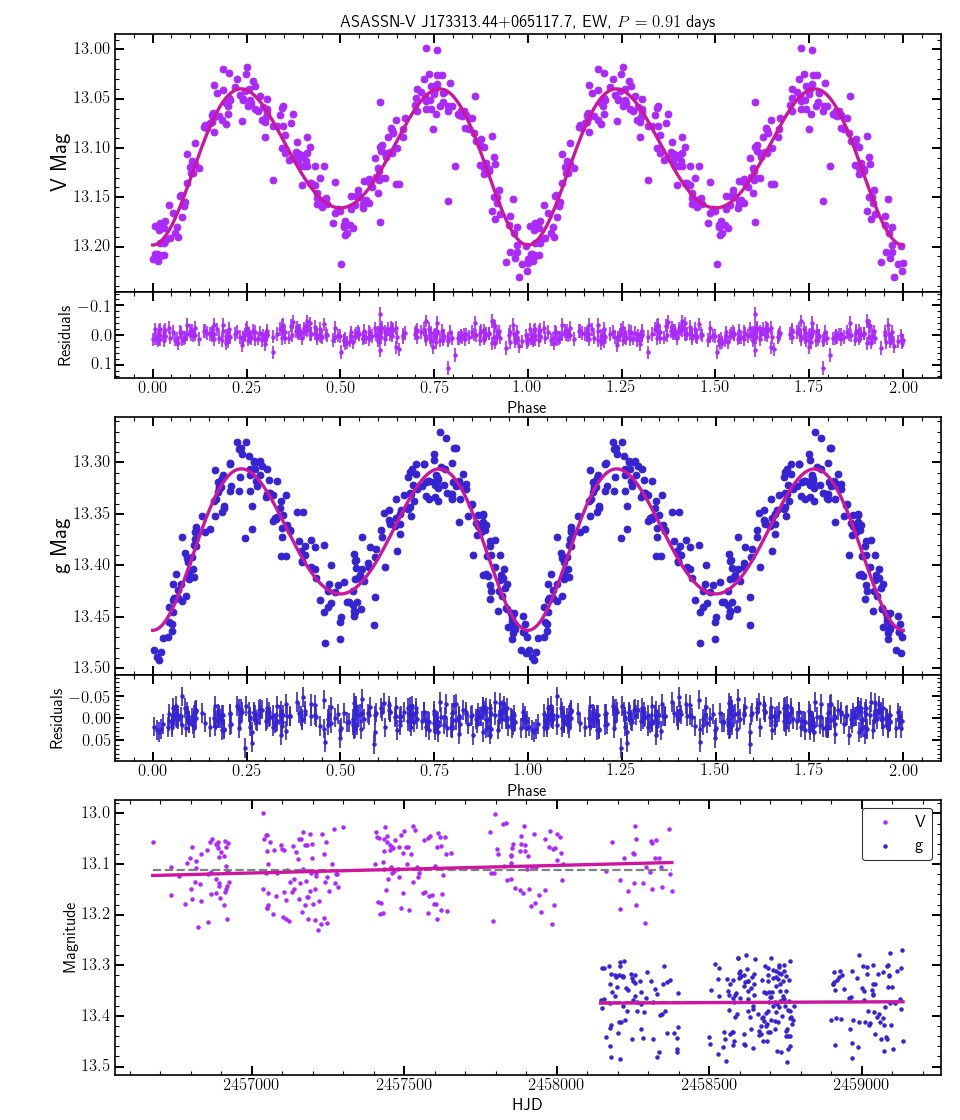 ASASSN-V J173313.44+065117.7, EW, P = 0.91 days
13.00
13.05
13.10
13.15
13.20
V Mag
−0.1
0.0
0.1
Residuals
0.00 0.25 0.50 0.75 1.00 1.25 1.50 1.75 2.00
Phase
13.30
13.35
13.40
13.45
13.50
g Mag
−0.05
0.00
0.05
Residuals
0.00 0.25 0.50 0.75 1.00 1.25 1.50 1.75 2.00
Phase
13.0
13.1
13.2
13.3
13.4
13.5
Magnitude
V
g
2457000 2457500 2458000 2458500 2459000
HJD